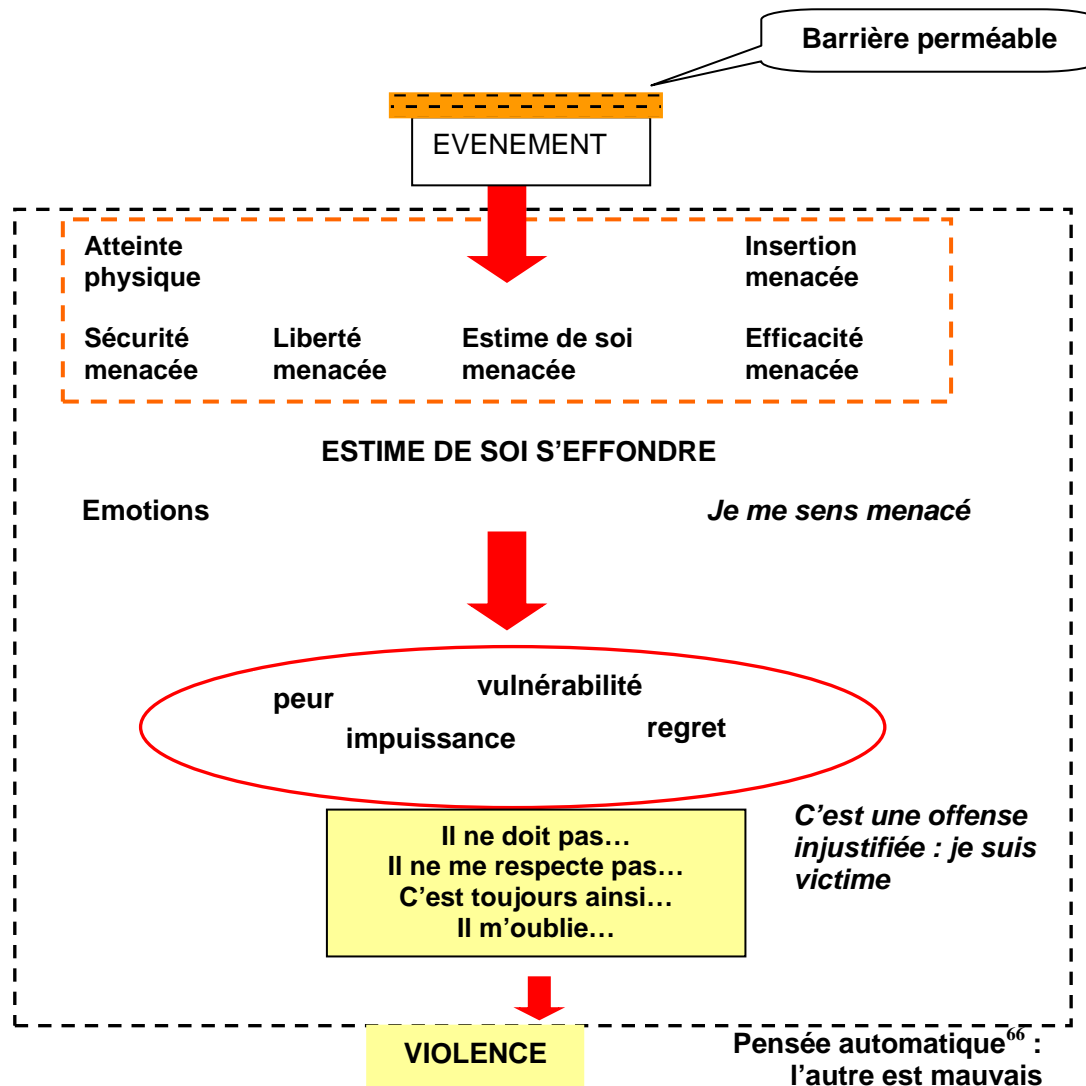 Barrière perméable
EVENEMENT
Atteinte
physique
Insertion
menacée
Sécurité
menacée
Liberté
menacée
Estime de soi
menacée
Efficacité
menacée
ESTIME DE SOI S’EFFONDRE
Emotions
Je me sens menacé
peur
vulnérabilité
impuissance
regret
Il ne doit pas…
Il ne me respecte pas…
C’est toujours ainsi…
Il m’oublie…
C’est une offense
injustifiée : je suis
victime
VIOLENCE
Pensée automatique66 :
l’autre est mauvais